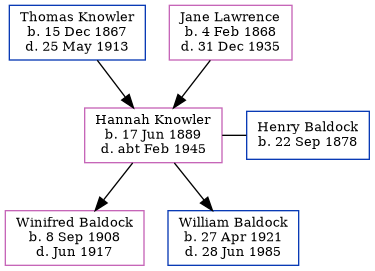 Thomas Knowler
b. 15 Dec 1867
d. 25 May 1913
Jane Lawrence
b. 4 Feb 1868
d. 31 Dec 1935
Hannah Knowler
b. 17 Jun 1889
d. abt Feb 1945
Henry Baldock
b. 22 Sep 1878
Winifred Baldock
b. 8 Sep 1908
d. Jun 1917
William Baldock
b. 27 Apr 1921
d. 28 Jun 1985